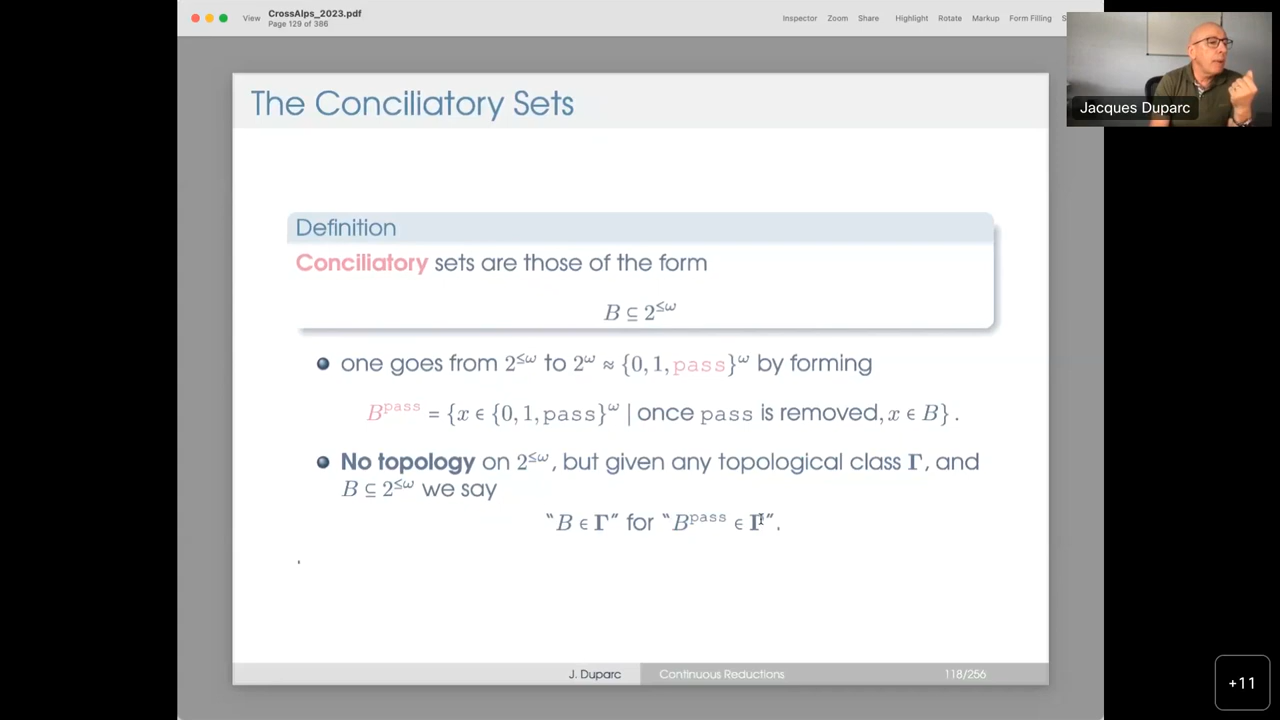 View
CrossAlps_2023.pdf
Page 129 of 386
Inspector Zoom Share Highlight Rotate Markup Form Filling
Jacques Duparc
The Conciliatory Sets
Definition
Conciliatory sets are those of the form
B ⊆ 2^≤ω
one goes from 2^≤ω to 2^ω ≈ {0, 1, pass}^ω by forming
B^pass = {x ∈ {0, 1, pass}^ω | once pass is removed, x ∈ B} .
No topology on 2^≤ω, but given any topological class Γ, and
B ⊆ 2^≤ω we say
“B ∈ Γ” for “B^pass ∈ Γ”.
J. Duparc Continuous Reductions 118/256
+11